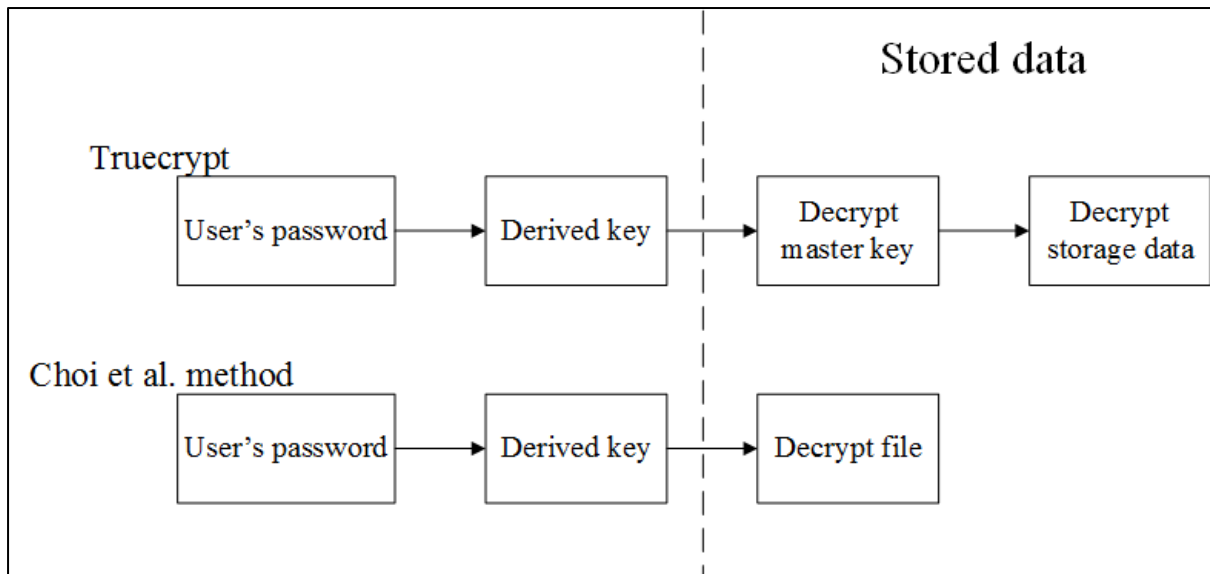 Stored data
Truecrypt
User’s password
Derived key
Decrypt
master key
Decrypt
storage data
Choi et al. method
User’s password
Derived key
Decrypt file